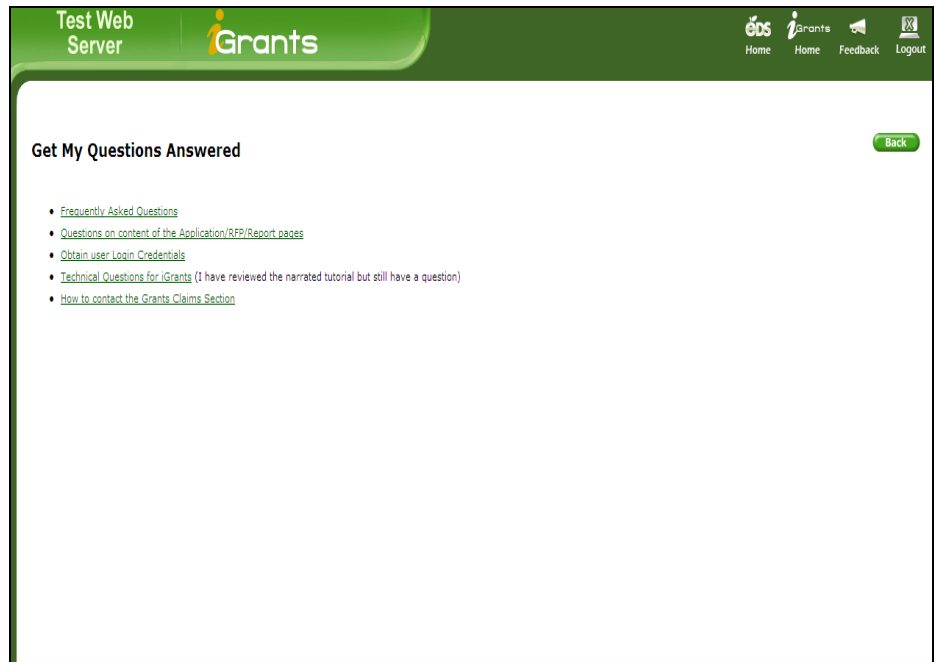 Test Web
Server
iGrants
eDS
Home
iGrants
Home
Feedback
Logout
Get My Questions Answered
Back
Frequently Asked Questions
Questions on content of the Application/RFP/Report pages
Obtain user Login Credentials
Technical Questions for iGrants (I have reviewed the narrated tutorial but still have a question)
How to contact the Grants Claims Section